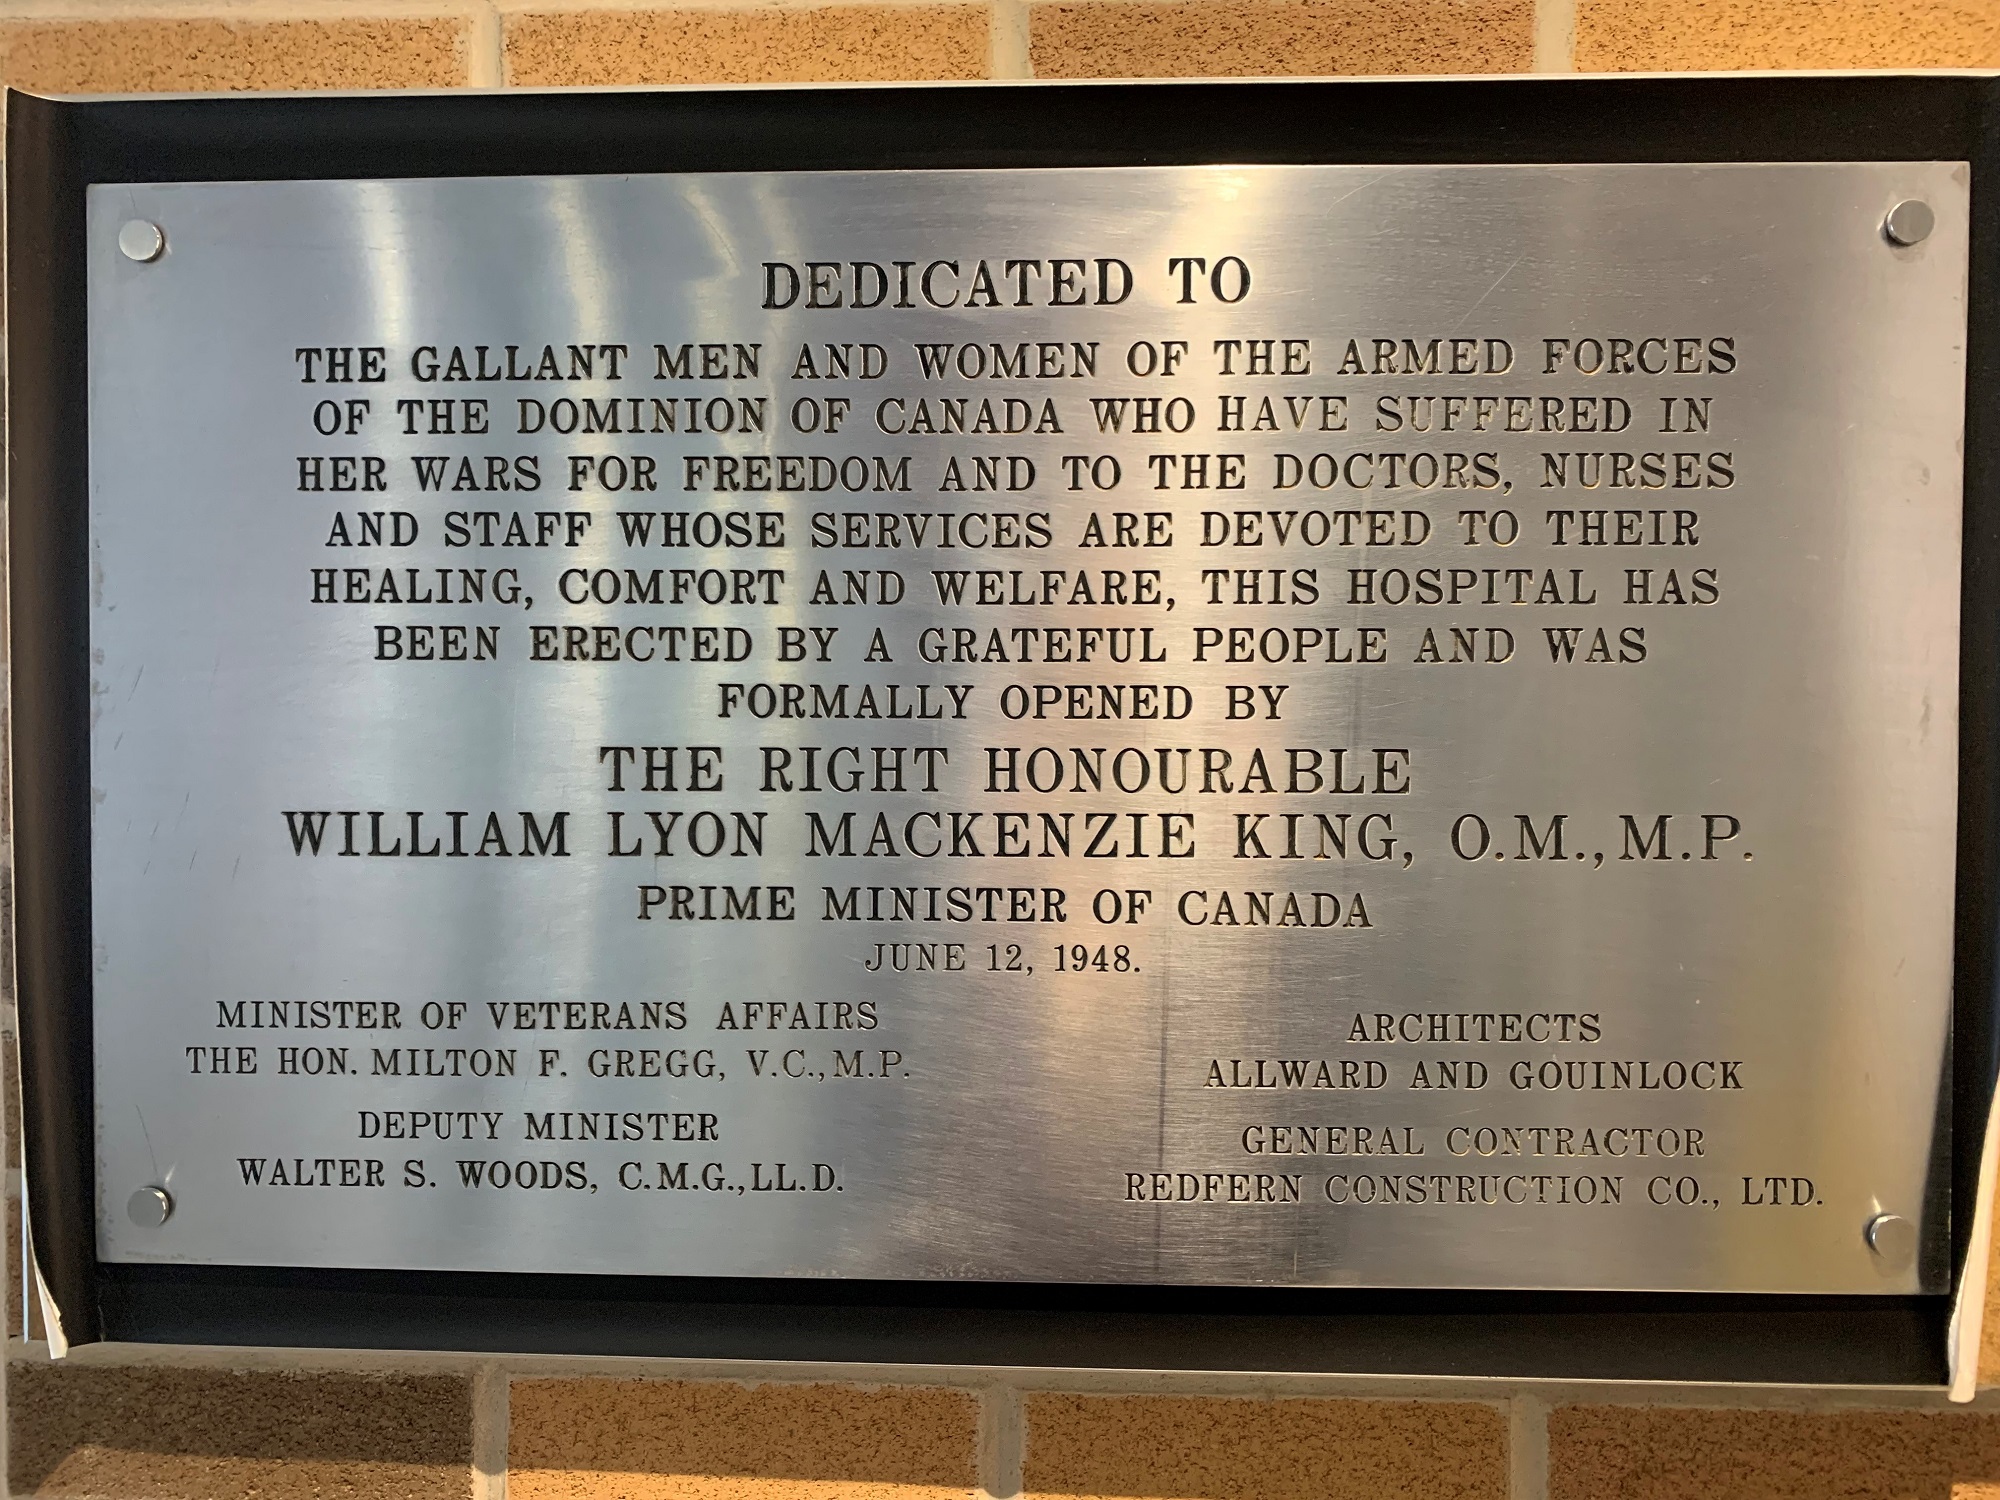 DEDICATED TO
THE GALLANT MEN AND WOMEN OF THE ARMED FORCES
OF THE DOMINION OF CANADA WHO HAVE SUFFERED IN
HER WARS FOR FREEDOM AND TO THE DOCTORS, NURSES
AND STAFF WHOSE SERVICES ARE DEVOTED TO THEIR
HEALING, COMFORT AND WELFARE, THIS HOSPITAL HAS
BEEN ERECTED BY A GRATEFUL PEOPLE AND WAS
FORMALLY OPENED BY
THE RIGHT HONOURABLE
WILLIAM LYON MACKENZIE KING, O.M., M.P.
PRIME MINISTER OF CANADA
JUNE 12, 1948.
MINISTER OF VETERANS AFFAIRS
THE HON. MILTON F. GREGG, V.C., M.P.
DEPUTY MINISTER
WALTER S. WOODS, C.M.G., LL.D.
ARCHITECTS
ALLWARD AND GOUINLOCK
GENERAL CONTRACTOR
REDFERN CONSTRUCTION CO., LTD.